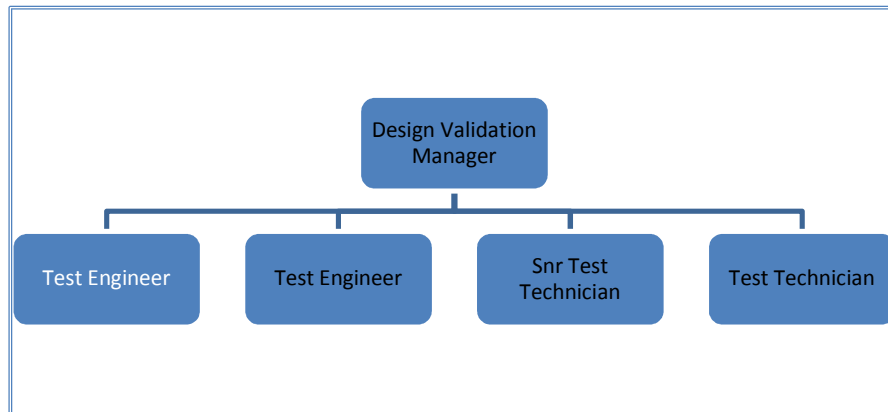 Design Validation
Manager
Test Engineer
Test Engineer
Snr Test
Technician
Test Technician